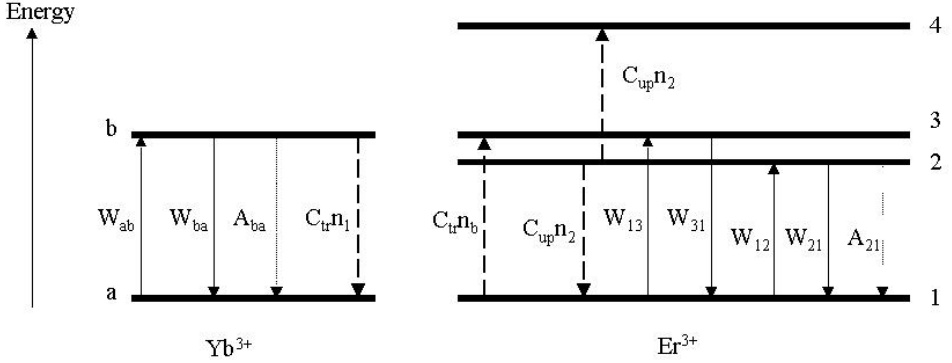 Energy
4
C_up n_2
b
3
2
W_ab
W_ba
A_ba
C_tr n_1
C_tr n_b
C_up n_2
W_13
W_31
W_12
W_21
A_21
a
1
Yb³⁺
Er³⁺